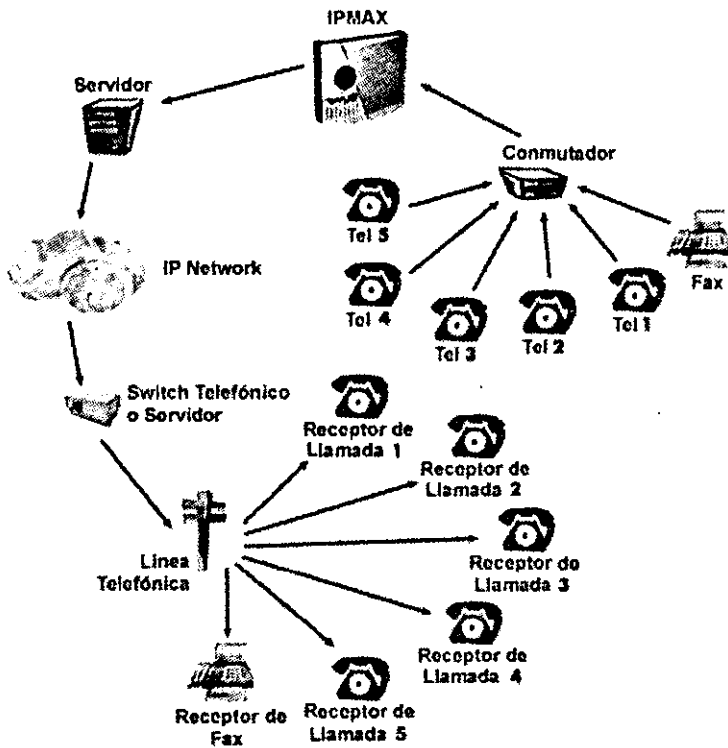 IPMAX
Servidor
Conmutador
Tel 5
IP Network
Fax
Tel 4
Tel 1
Tel 3
Tel 2
Switch Telefónico
o Servidor
Receptor de
Llamada 1
Receptor de
Llamada 2
Línea
Telefónica
Receptor de
Llamada 3
Receptor de
Llamada 4
Receptor de
Fax
Receptor de
Llamada 5